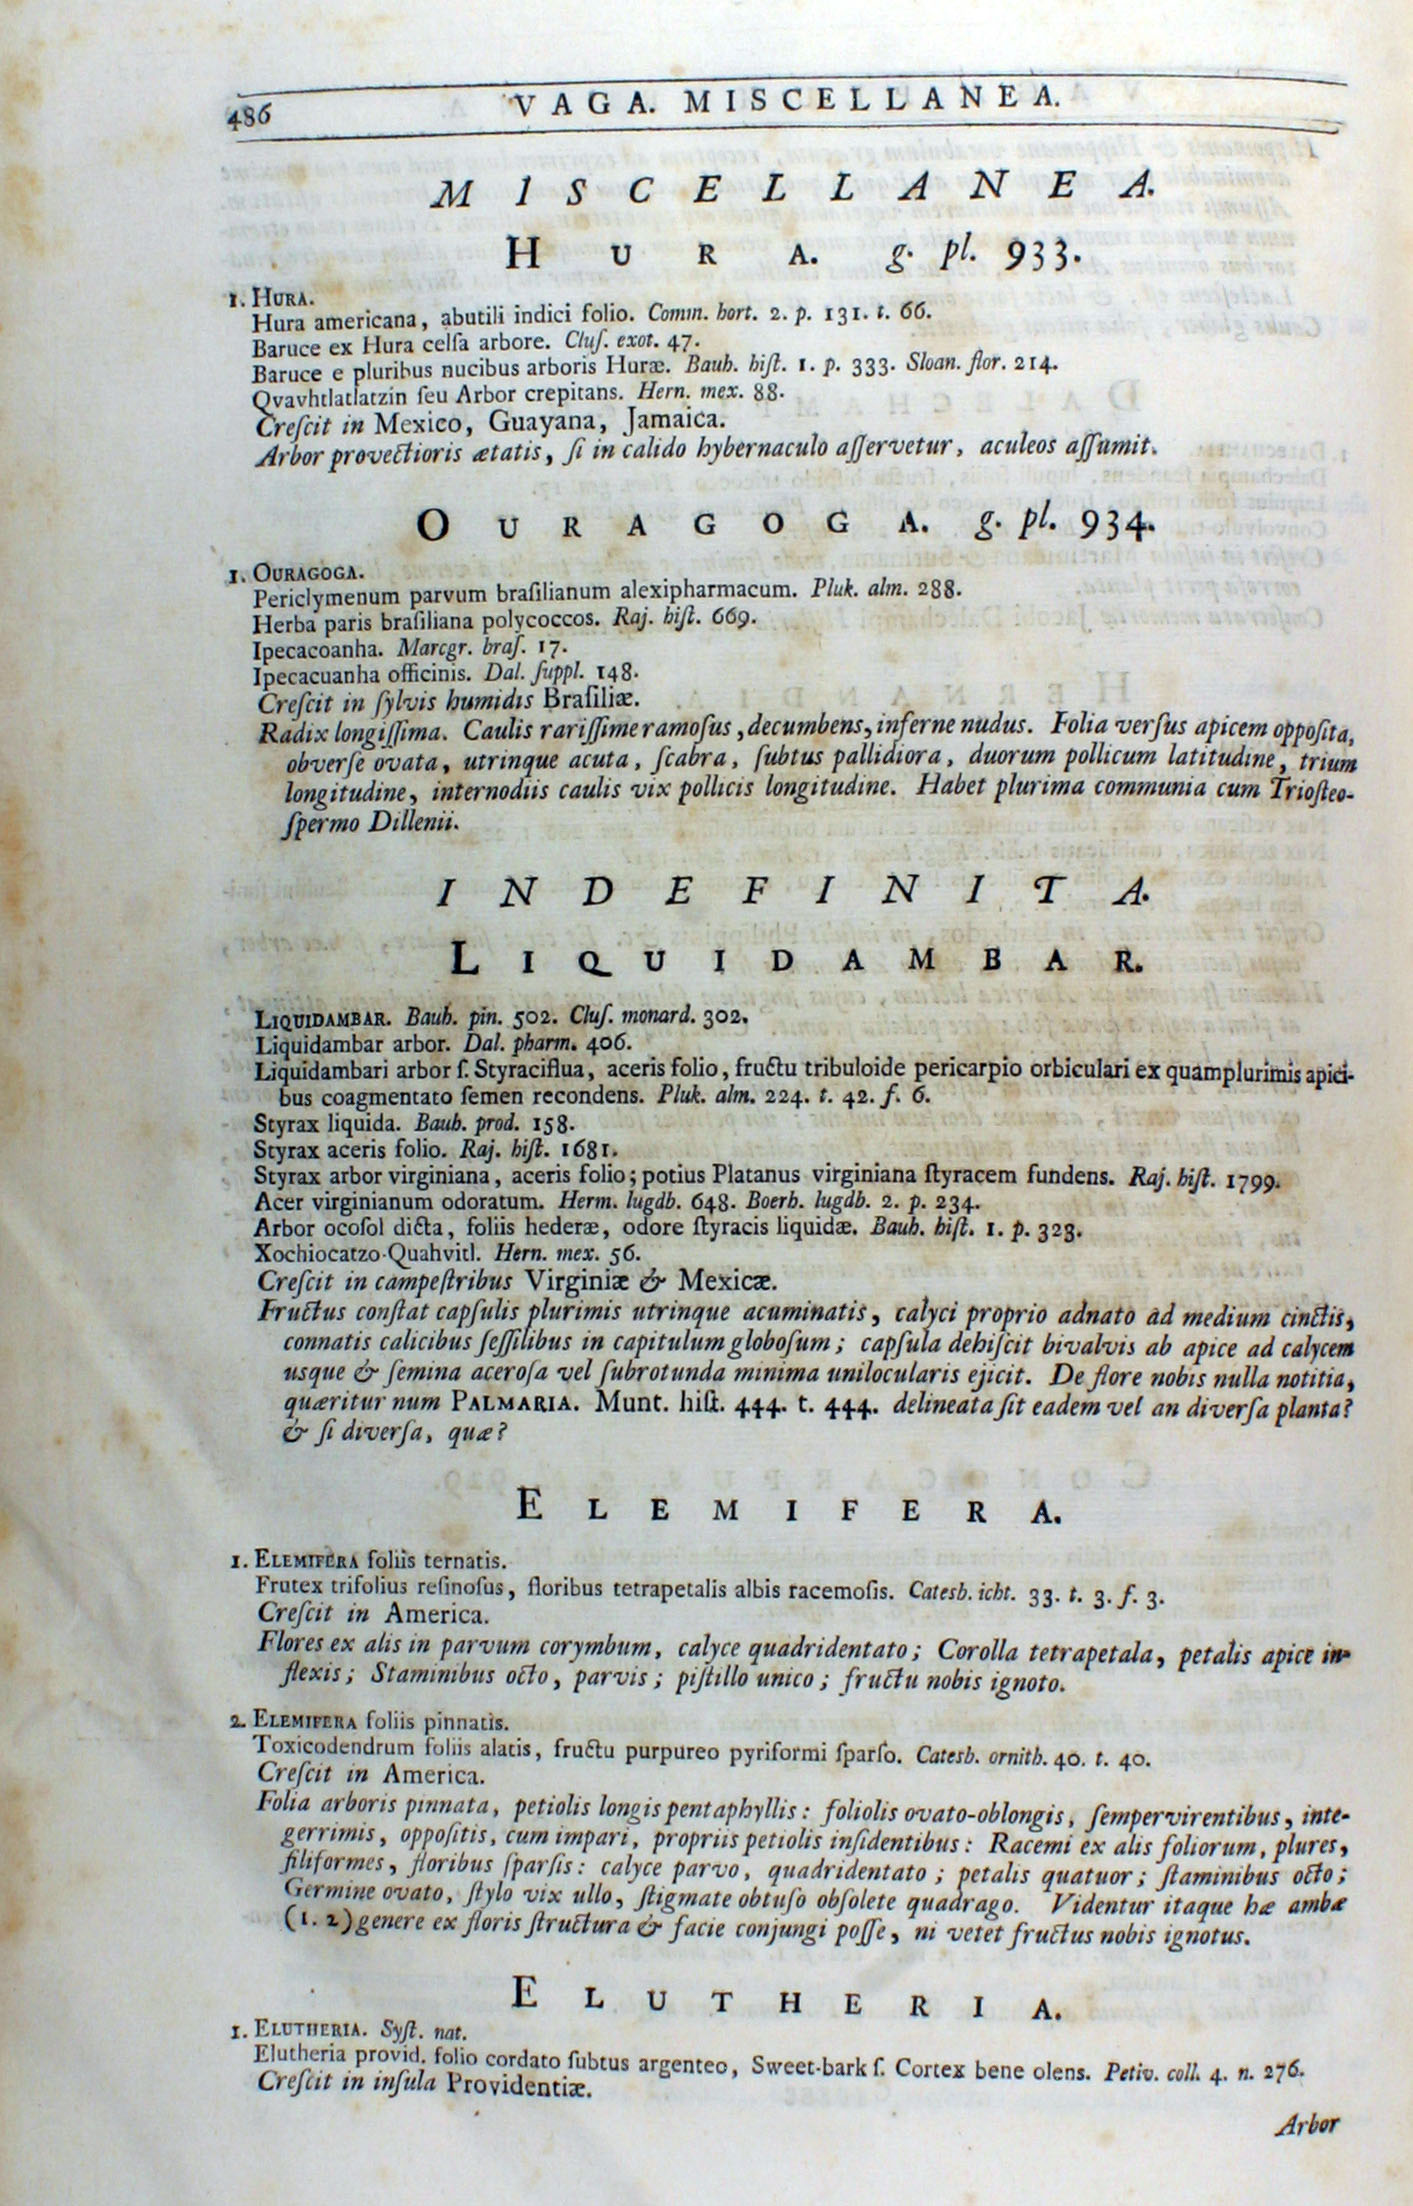 486 VAGA. MISCELLANEA.
MISCELLANEA.
HURA. g. pl. 933.
1. HURA.
Hura americana, abutili indici folio. Comm. hort. 2. p. 131. t. 66.
Baruce ex Hura celſa arbore. Cluſ. exot. 47.
Baruce e pluribus nucibus arboris Huræ. Bauh. hiſt. 1. p. 333. Sloan. flor. 214.
Qvavhtlatlatzin ſeu Arbor crepitans. Hern. mex. 88.
Creſcit in Mexico, Guayana, Jamaica.
Arbor provectioris ætatis, ſi in calido hybernaculo aſſervetur, aculeos aſſumit.
OURAGOGA. g. pl. 934.
1. OURAGOGA.
Periclymenum parvum braſilianum alexipharmacum. Pluk. alm. 288.
Herba paris braſiliana polycoccos. Raj. hiſt. 669.
Ipecacoanha. Marcgr. braſ. 17.
Ipecacuanha officinis. Dal. ſuppl. 148.
Creſcit in ſylvis humidis Braſiliæ.
Radix longiſſima. Caulis rariſſime ramoſus, decumbens, inferne nudus. Folia verſus apicem oppoſita,
obverſe ovata, utrinque acuta, ſcabra, ſubtus pallidiora, duorum pollicum latitudine, trium
longitudine, internodiis caulis vix pollicis longitudine. Habet plurima communia cum Trioſteo-
ſpermo Dillenii.
INDEFINITA.
LIQUIDAMBAR.
LIQUIDAMBAR. Bauh. pin. 502. Cluſ. monard. 302.
Liquidambar arbor. Dal. pharm. 406.
Liquidambari arbor ſ. Styraciflua, aceris folio, fructu tribuloide pericarpio orbiculari ex quamplurimis apici-
bus coagmentato ſemen recondens. Pluk. alm. 224. t. 42. f. 6.
Styrax liquida. Bauh. prod. 158.
Styrax aceris folio. Raj. hiſt. 1681.
Styrax arbor virginiana, aceris folio; potius Platanus virginiana ſtyracem fundens. Raj. hiſt. 1799.
Acer virginianum odoratum. Herm. lugdb. 648. Boerh. lugdb. 2. p. 234.
Arbor ocoſol dicta, foliis hederæ, odore ſtyracis liquidæ. Bauh. hiſt. 1. p. 323.
Xochiocatzo-Quahvitl. Hern. mex. 56.
Creſcit in campeſtribus Virginiæ & Mexicæ.
Fructus conſtat capſulis plurimis utrinque acuminatis, calyci proprio adnato ad medium cinctis,
connatis calicibus ſeſſilibus in capitulum globoſum; capſula dehiſcit bivalvis ab apice ad calycem
usque & ſemina aceroſa vel ſubrotunda minima unilocularis ejicit. De flore nobis nulla notitia,
quæritur num PALMARIA. Munt. hiſt. 444. t. 444. delineata ſit eadem vel an diverſa planta?
& ſi diverſa, quæ?
ELEMIFERA.
1. ELEMIFERA foliis ternatis.
Frutex trifolius reſinoſus, floribus tetrapetalis albis racemoſis. Catesb. icht. 33. t. 3. f. 3.
Creſcit in America.
Flores ex alis in parvum corymbum, calyce quadridentato; Corolla tetrapetala, petalis apice in-
flexis; Staminibus octo, parvis; piſtillo unico; fructu nobis ignoto.
2. ELEMIFERA foliis pinnatis.
Toxicodendrum foliis alatis, fructu purpureo pyriformi ſparſo. Catesb. ornith. 40. t. 40.
Creſcit in America.
Folia arboris pinnata, petiolis longis pentaphyllis: foliolis ovato-oblongis, ſempervirentibus, inte-
gerrimis, oppoſitis, cum impari, propriis petiolis inſidentibus: Racemi ex alis foliorum, plures,
filiformes, floribus ſparſis: calyce parvo, quadridentato; petalis quatuor; ſtaminibus octo;
Germine ovato, ſtylo vix ullo, ſtigmate obtuſo obſolete quadrago. Videntur itaque hæ ambæ
(1. 2) genere ex floris ſtructura & facie conjungi poſſe, ni vetet fructus nobis ignotus.
ELUTHERIA.
1. ELUTHERIA. Syſt. nat.
Elutheria provid. folio cordato ſubtus argenteo, Sweet-bark ſ. Cortex bene olens. Petiv. coll. 4. n. 276.
Creſcit in inſula Providentiæ.
Arbor